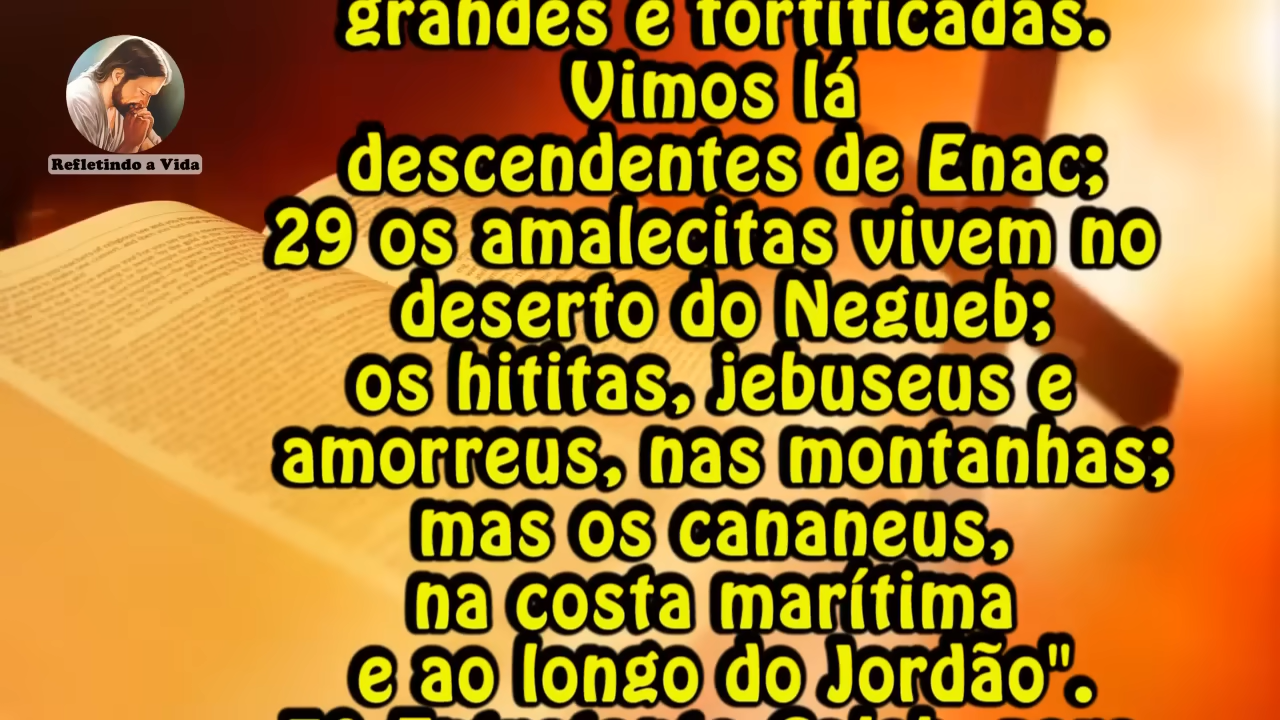 Refletindo a Vida
grandes e fortificadas.
Vimos lá
descendentes de Enac;
29 os amalecitas vivem no
deserto do Negueb;
os hititas, jebuseus e
amorreus, nas montanhas;
mas os cananeus,
na costa marítima
e ao longo do Jordão".